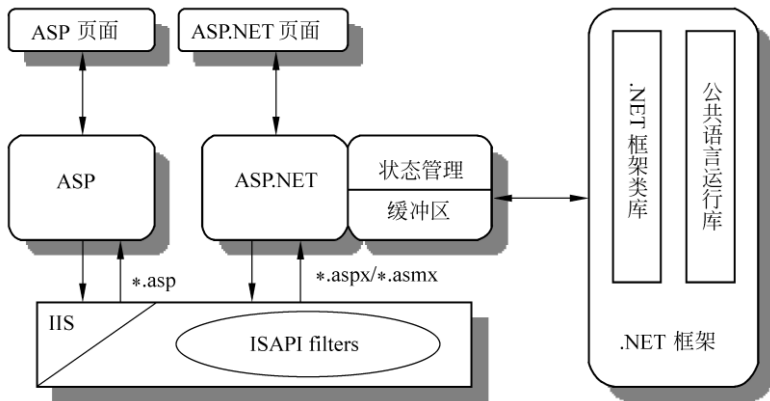 ASP 页面
ASP.NET 页面
ASP
ASP.NET
状态管理
缓冲区
*.asp
*.aspx/*.asmx
IIS
ISAPI filters
.NET 框架类库
公共语言运行库
.NET 框架